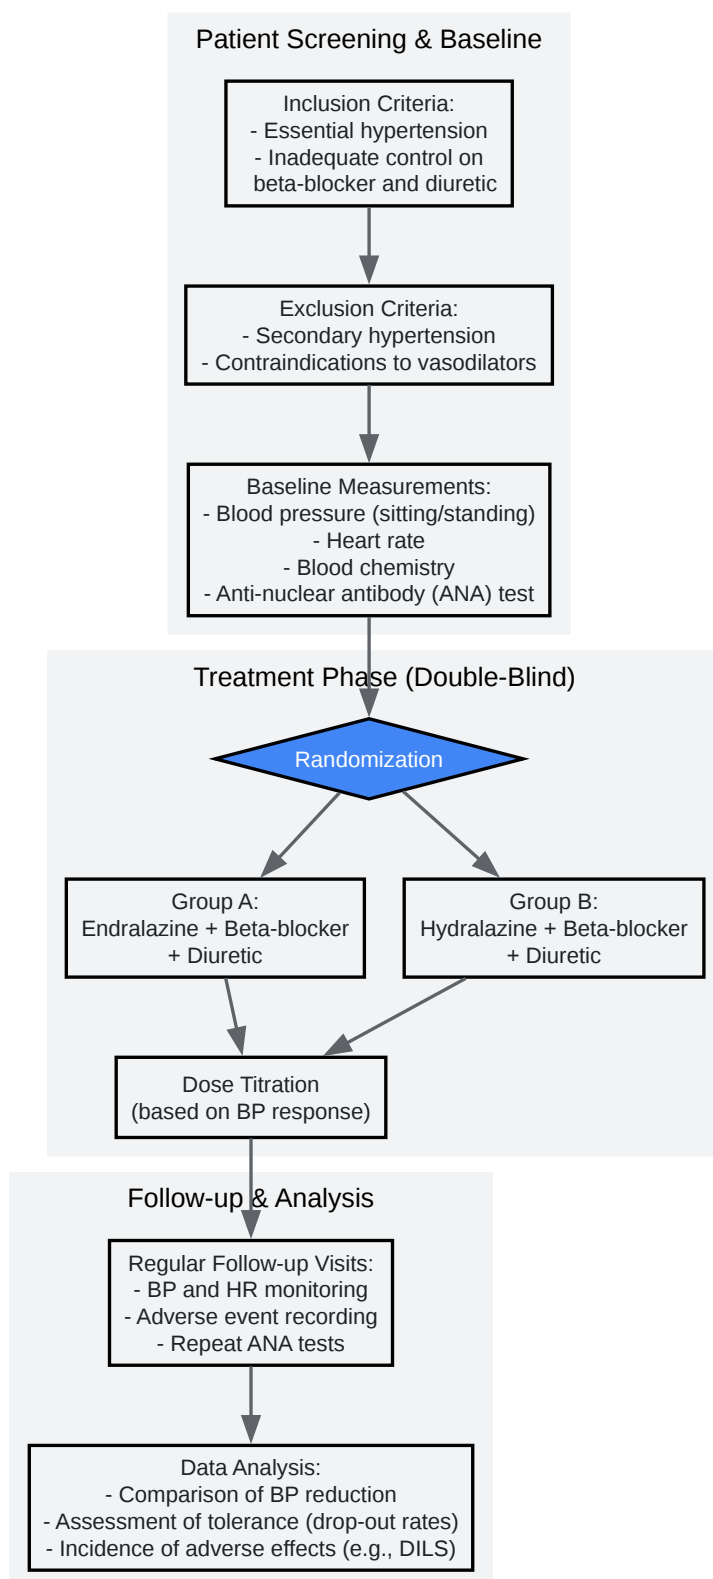 Patient Screening & Baseline
Inclusion Criteria:
- Essential hypertension
- Inadequate control on
beta-blocker and diuretic
Exclusion Criteria:
- Secondary hypertension
- Contraindications to vasodilators
Baseline Measurements:
- Blood pressure (sitting/standing)
- Heart rate
- Blood chemistry
- Anti-nuclear antibody (ANA) test
Treatment Phase (Double-Blind)
Randomization
Group A:
Endralazine + Beta-blocker
+ Diuretic
Group B:
Hydralazine + Beta-blocker
+ Diuretic
Dose Titration
(based on BP response)
Follow-up & Analysis
Regular Follow-up Visits:
- BP and HR monitoring
- Adverse event recording
- Repeat ANA tests
Data Analysis:
- Comparison of BP reduction
- Assessment of tolerance (drop-out rates)
- Incidence of adverse effects (e.g., DILS)